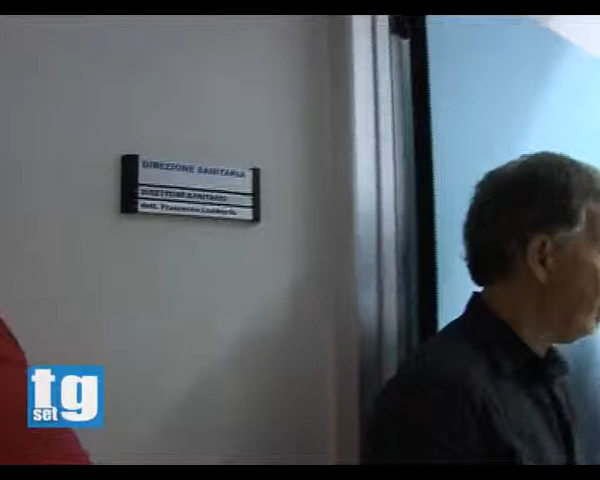 DIREZIONE SANITARIA
DIRETTORE SANITARIO
dott. Francesco
tg
set